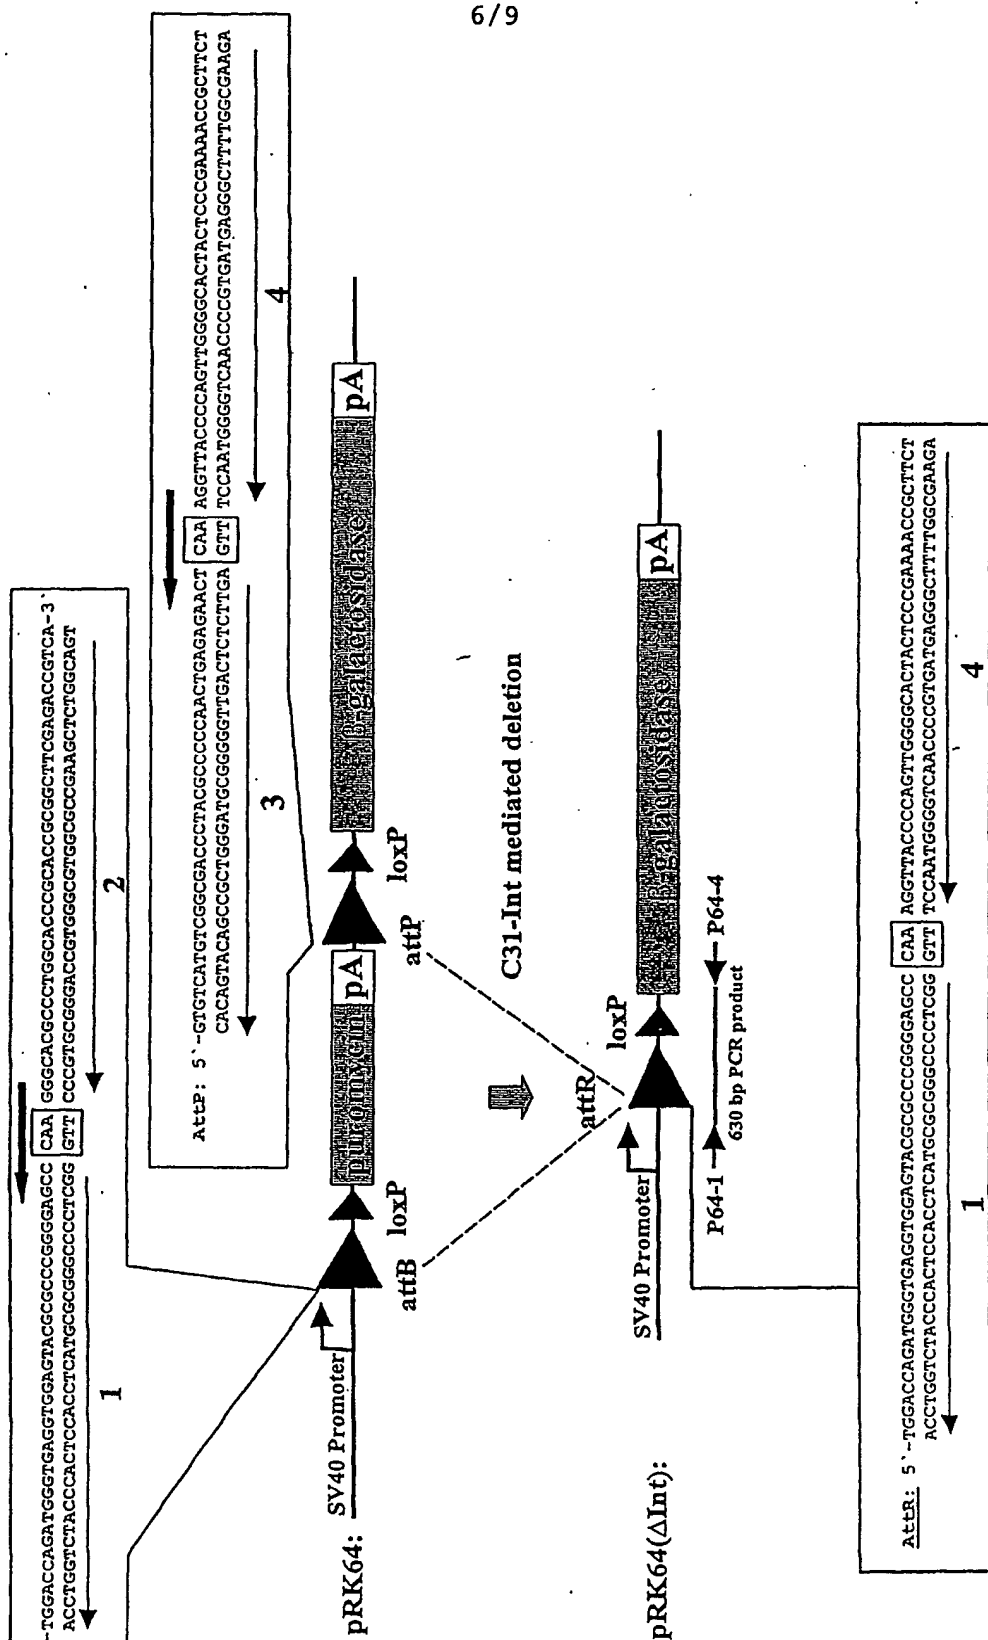 6/9
-TGGACCAGATGGGTGAGGTGGAGTACGCGCCCGGGGAGCC CAA GGGCACGCCCTGGCACCCGCACCGCGGCTTCGAGACCGTCA-3`
ACCTGGTCTACCCACTCCACCTCATGCGCGGGCCCCTCGG GTT CCCGTGCGGGACCGTGGGCGTGGCGCCGAAGCTCTGGCAGT
1
2
AttP: 5`-GTGTCATGTCGGCGACCCTACGCCCCCAACTGAGAGAACT CAA AGGTTACCCCAGTTGGGGCACTACTCCCGAAAACCGCTTCT
CACAGTACAGCCGCTGGGATGCGGGGGTTGACTCTCTTGA GTT TCCAATGGGGTCAACCCCGTGATGAGGGCTTTTGGCGAAGA
3
4
pRK64:
SV40 Promoter
attB
loxP
puromycin
pA
attP
loxP
β-galactosidase
pA
C31-Int mediated deletion
pRK64(ΔInt):
SV40 Promoter
attR
loxP
β-galactosidase
pA
P64-1
P64-4
630 bp PCR product
AttR: 5`-TGGACCAGATGGGTGAGGTGGAGTACGCGCCCGGGGAGCC CAA AGGTTACCCCAGTTGGGGCACTACTCCCGAAAACCGCTTCT
ACCTGGTCTACCCACTCCACCTCATGCGCGGGCCCCTCGG GTT TCCAATGGGGTCAACCCCGTGATGAGGGCTTTTGGCGAAGA
1
4